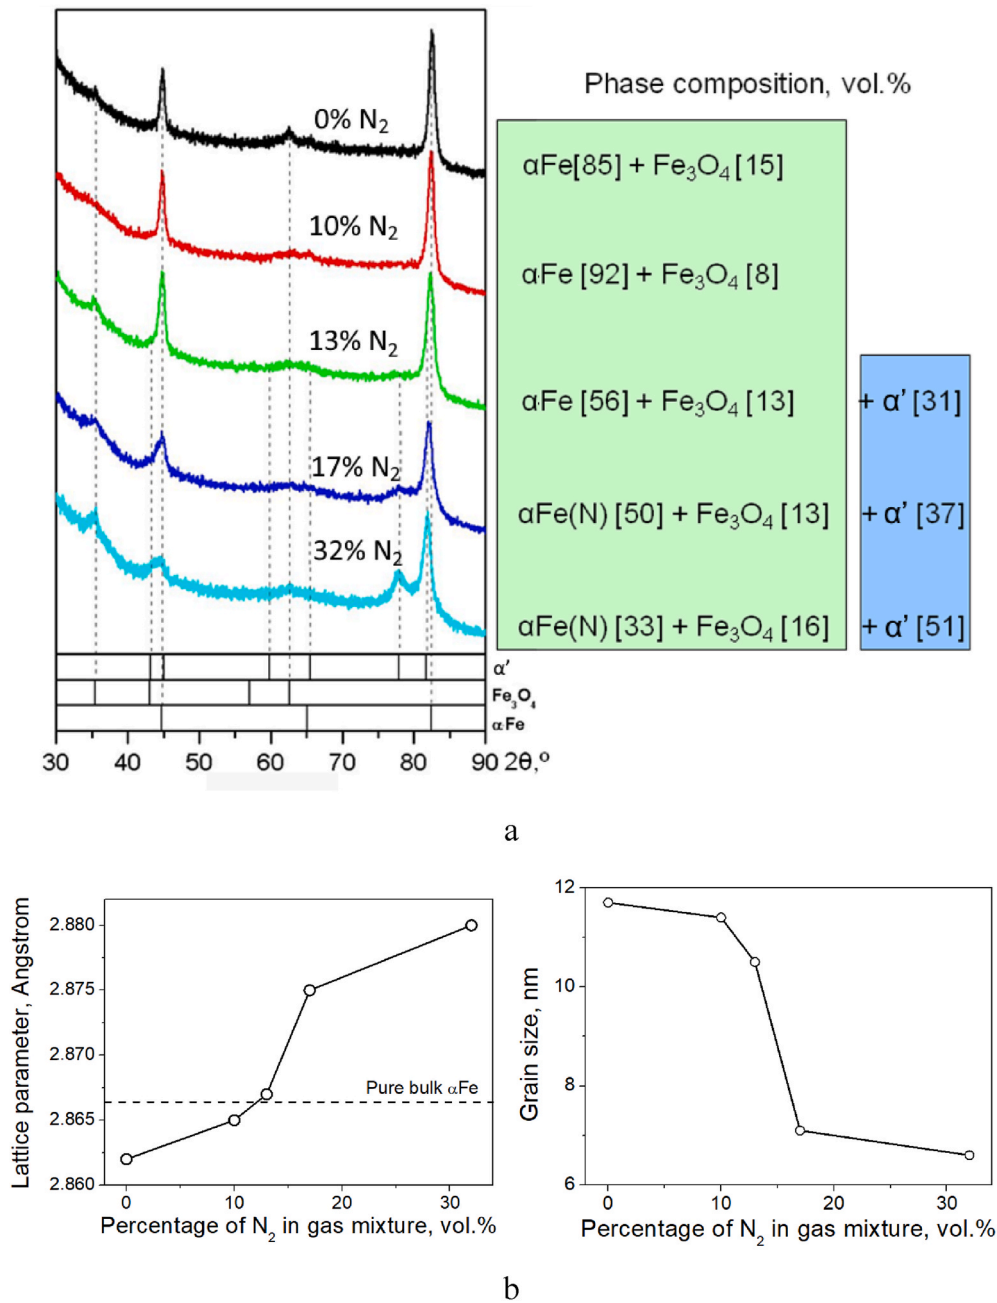 Phase composition, vol.%
0% N₂
αFe[85] + Fe₃O₄ [15]
10% N₂
αFe [92] + Fe₃O₄ [8]
13% N₂
αFe [56] + Fe₃O₄ [13] + α' [31]
17% N₂
αFe(N) [50] + Fe₃O₄ [13] + α' [37]
32% N₂
αFe(N) [33] + Fe₃O₄ [16] + α' [51]
α'
Fe₃O₄
αFe
30 40 50 60 70 80 90 2θ,º
a
Lattice parameter, Angstrom
2.880
2.875
2.870
2.865
2.860
Pure bulk αFe
0 10 20 30
Percentage of N₂ in gas mixture, vol.%
Grain size, nm
12
10
8
6
0 10 20 30
Percentage of N₂ in gas mixture, vol.%
b